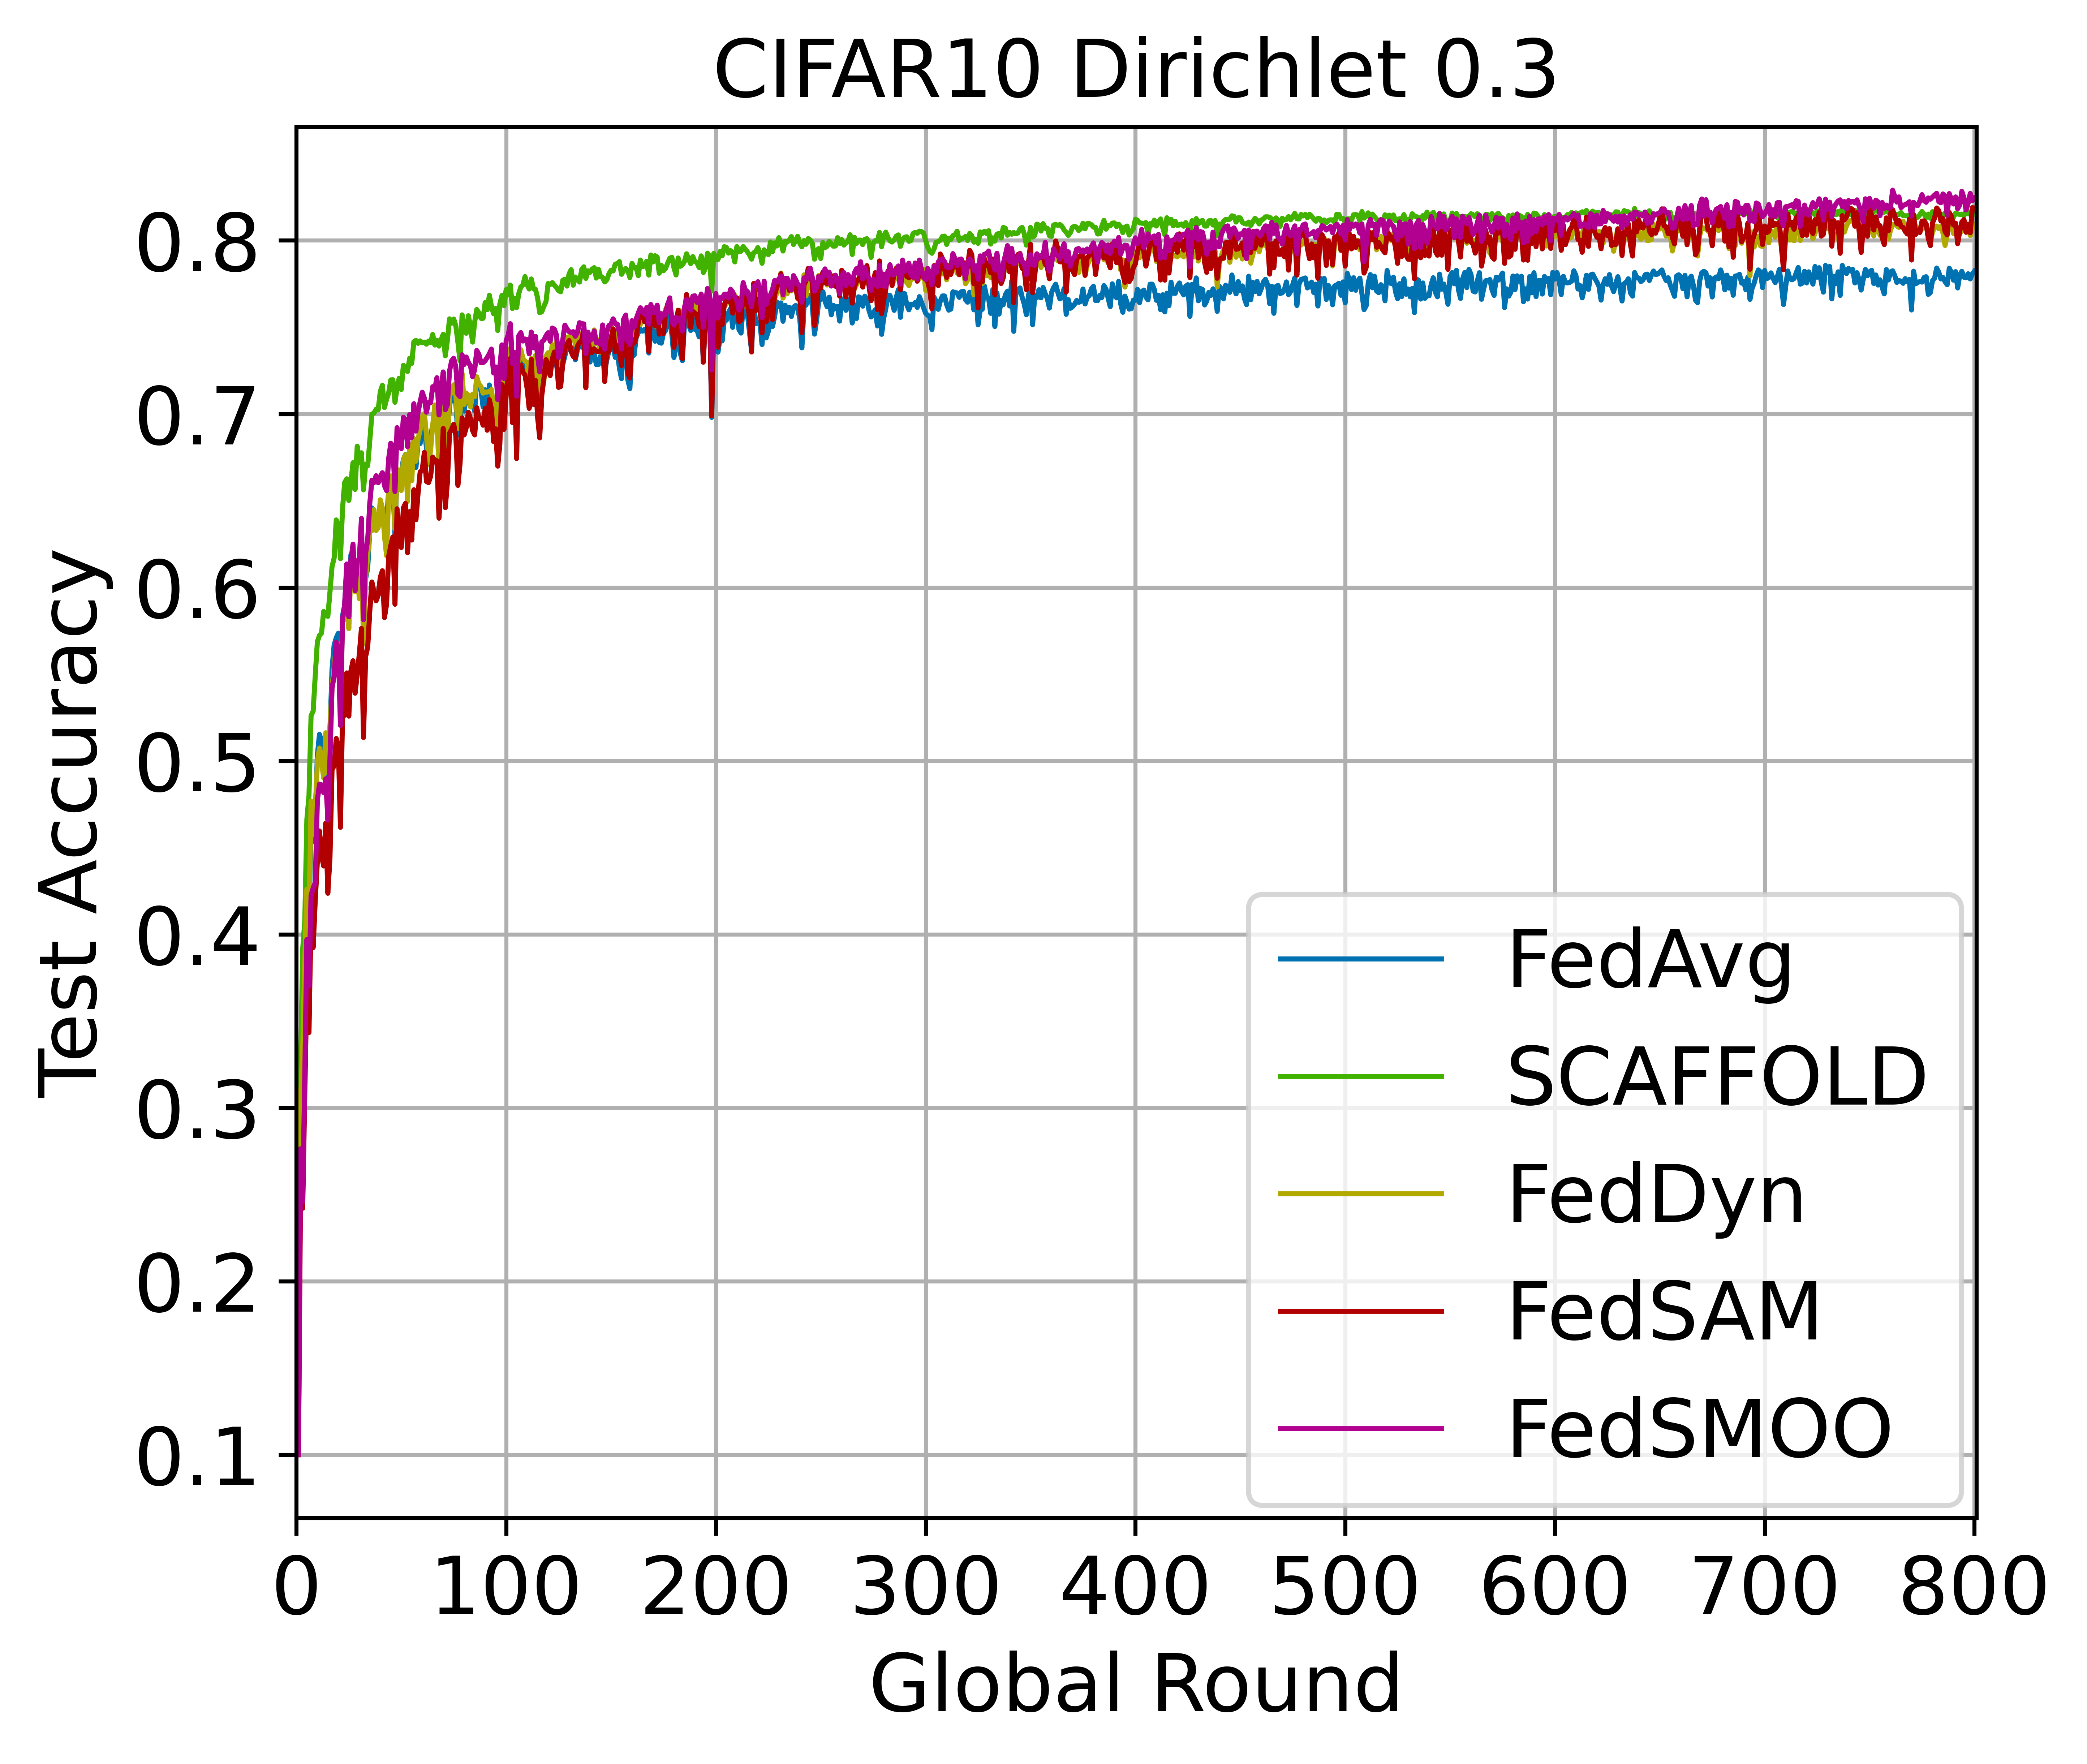 CIFAR10 Dirichlet 0.3
0.8
0.7
0.6
0.5
0.4
0.3
0.2
0.1
Test Accuracy
FedAvg
SCAFFOLD
FedDyn
FedSAM
FedSMOO
0 100 200 300 400 500 600 700 800
Global Round